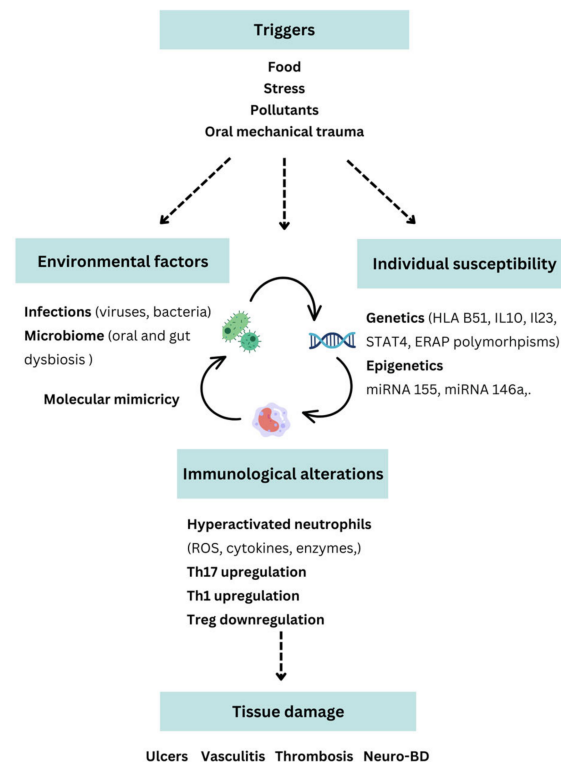 Triggers
Food
Stress
Pollutants
Oral mechanical trauma
Environmental factors
Infections (viruses, bacteria)
Microbiome (oral and gut
dysbiosis )
Molecular mimicricy
Individual susceptibility
Genetics (HLA B51, IL10, Il23,
STAT4, ERAP polymorhpisms)
Epigenetics
miRNA 155, miRNA 146a,.
Immunological alterations
Hyperactivated neutrophils
(ROS, cytokines, enzymes,)
Th17 upregulation
Th1 upregulation
Treg downregulation
Tissue damage
Ulcers Vasculitis Thrombosis Neuro-BD